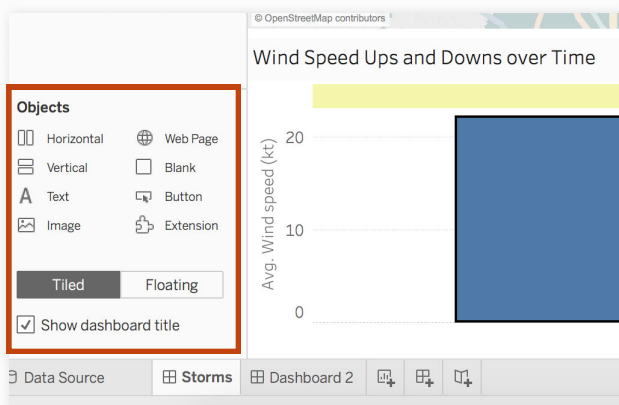 © OpenStreetMap contributors
Wind Speed Ups and Downs over Time
Objects
Horizontal
Web Page
Vertical
Blank
A Text
Button
Image
Extension
Tiled
Floating
Show dashboard title
Avg. Wind speed (kt)
20
10
0
Data Source
Storms
Dashboard 2